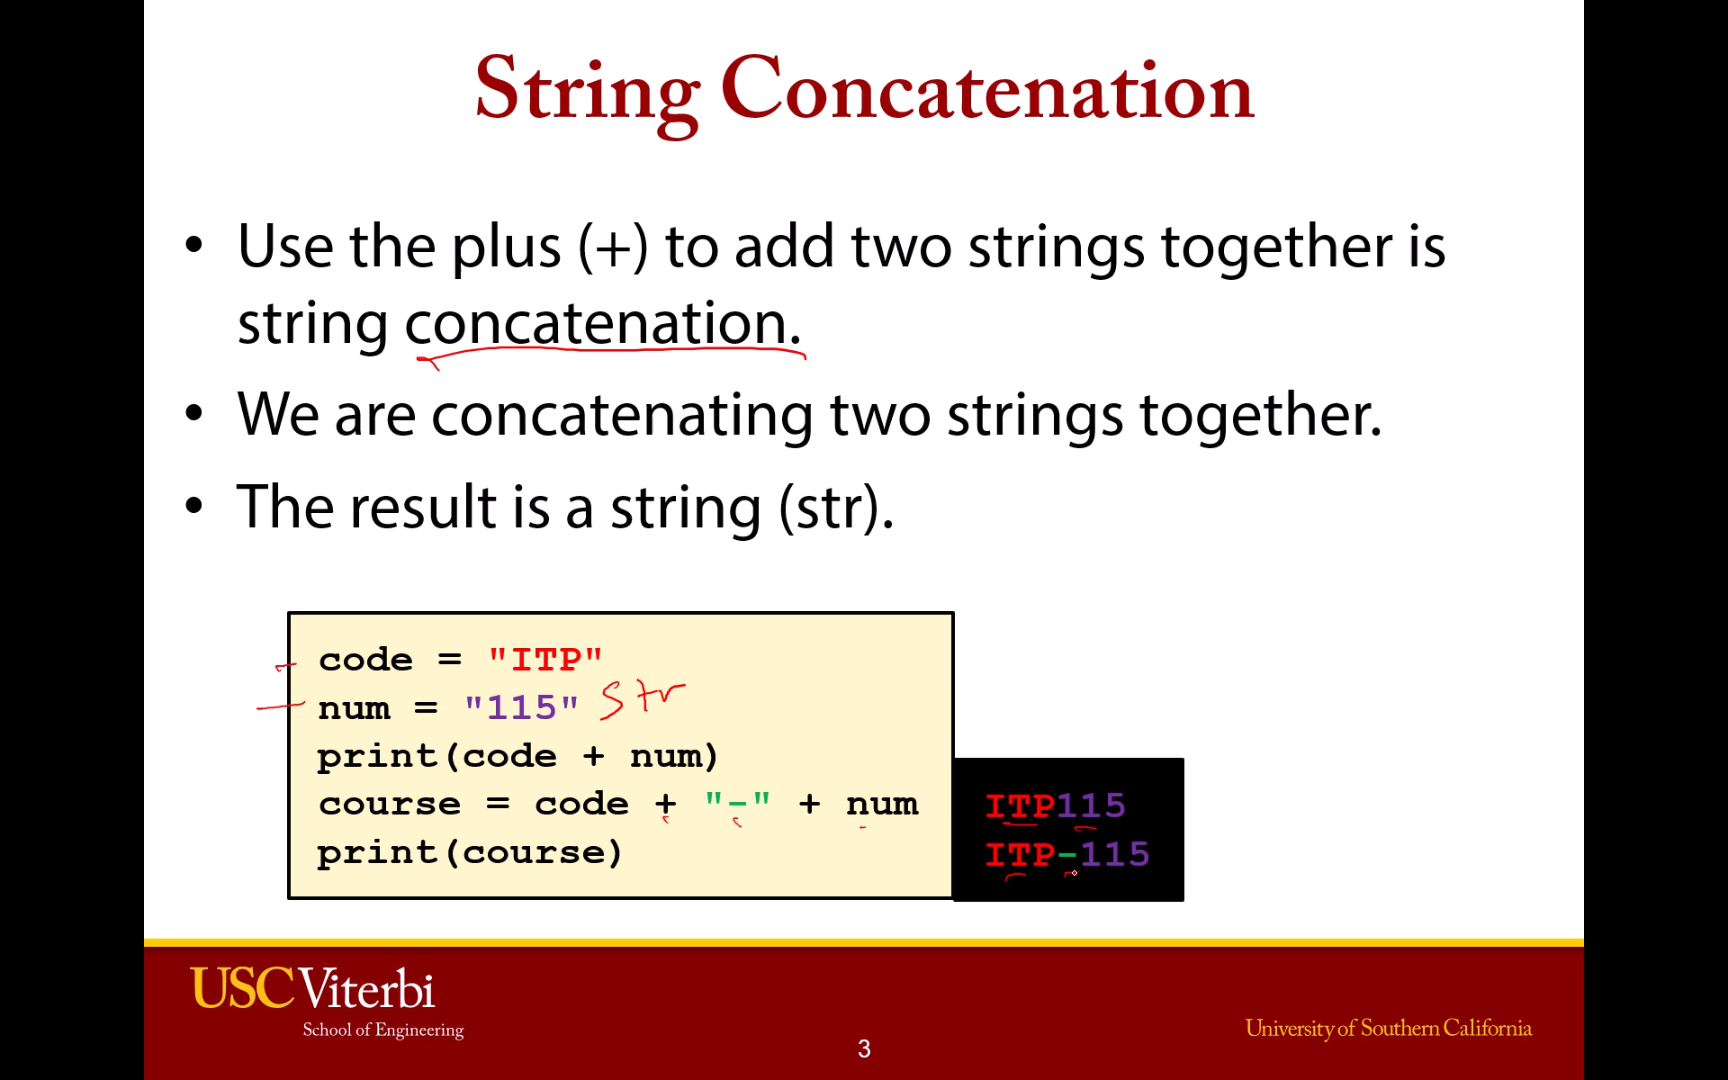 String Concatenation
• Use the plus (+) to add two strings together is
string concatenation.
• We are concatenating two strings together.
• The result is a string (str).
code = "ITP"
num = "115" str
print(code + num)
course = code + "-" + num
print(course)
ITP115
ITP-115
USC Viterbi
School of Engineering
University of Southern California
3